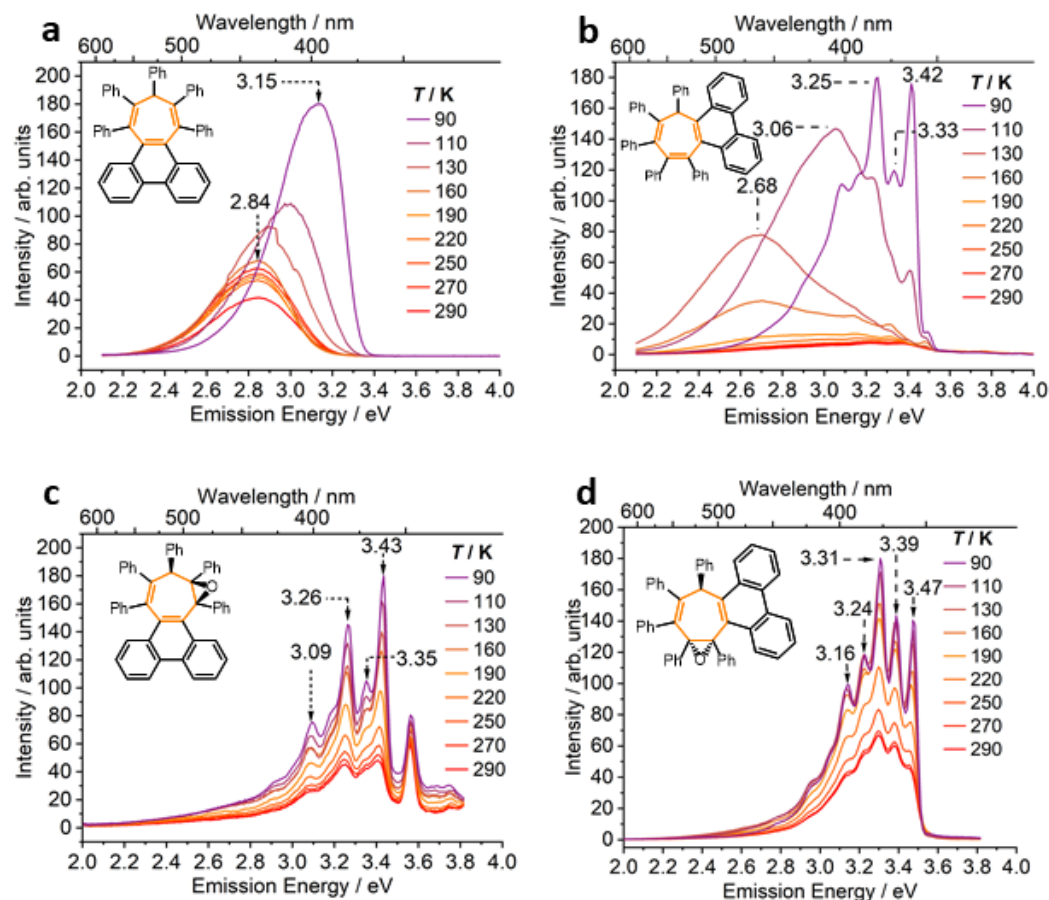 a
Wavelength / nm
600 500 400
Intensity / arb. units
200
180
160
140
120
100
80
60
40
20
0
Ph
Ph Ph
Ph Ph
3.15
2.84
T / K
90
110
130
160
190
220
250
270
290
2.0 2.2 2.4 2.6 2.8 3.0 3.2 3.4 3.6 3.8 4.0
Emission Energy / eV
b
Wavelength / nm
600 500 400
Intensity / arb. units
200
180
160
140
120
100
80
60
40
20
0
Ph Ph
Ph
Ph Ph
3.25
3.42
3.06
3.33
2.68
T / K
90
110
130
160
190
220
250
270
290
2.0 2.2 2.4 2.6 2.8 3.0 3.2 3.4 3.6 3.8 4.0
Emission Energy / eV
c
Wavelength / nm
600 500 400
Intensity / arb. units
200
180
160
140
120
100
80
60
40
20
0
Ph
Ph Ph
O
Ph Ph
3.43
3.26
3.09
3.35
T / K
90
110
130
160
190
220
250
270
290
2.0 2.2 2.4 2.6 2.8 3.0 3.2 3.4 3.6 3.8 4.0
Emission Energy / eV
d
Wavelength / nm
600 500 400
Intensity / arb. units
200
180
160
140
120
100
80
60
40
20
0
Ph
Ph
Ph
Ph O Ph
3.31
3.39
3.24
3.47
3.16
T / K
90
110
130
160
190
220
250
270
290
2.0 2.2 2.4 2.6 2.8 3.0 3.2 3.4 3.6 3.8 4.0
Emission Energy / eV